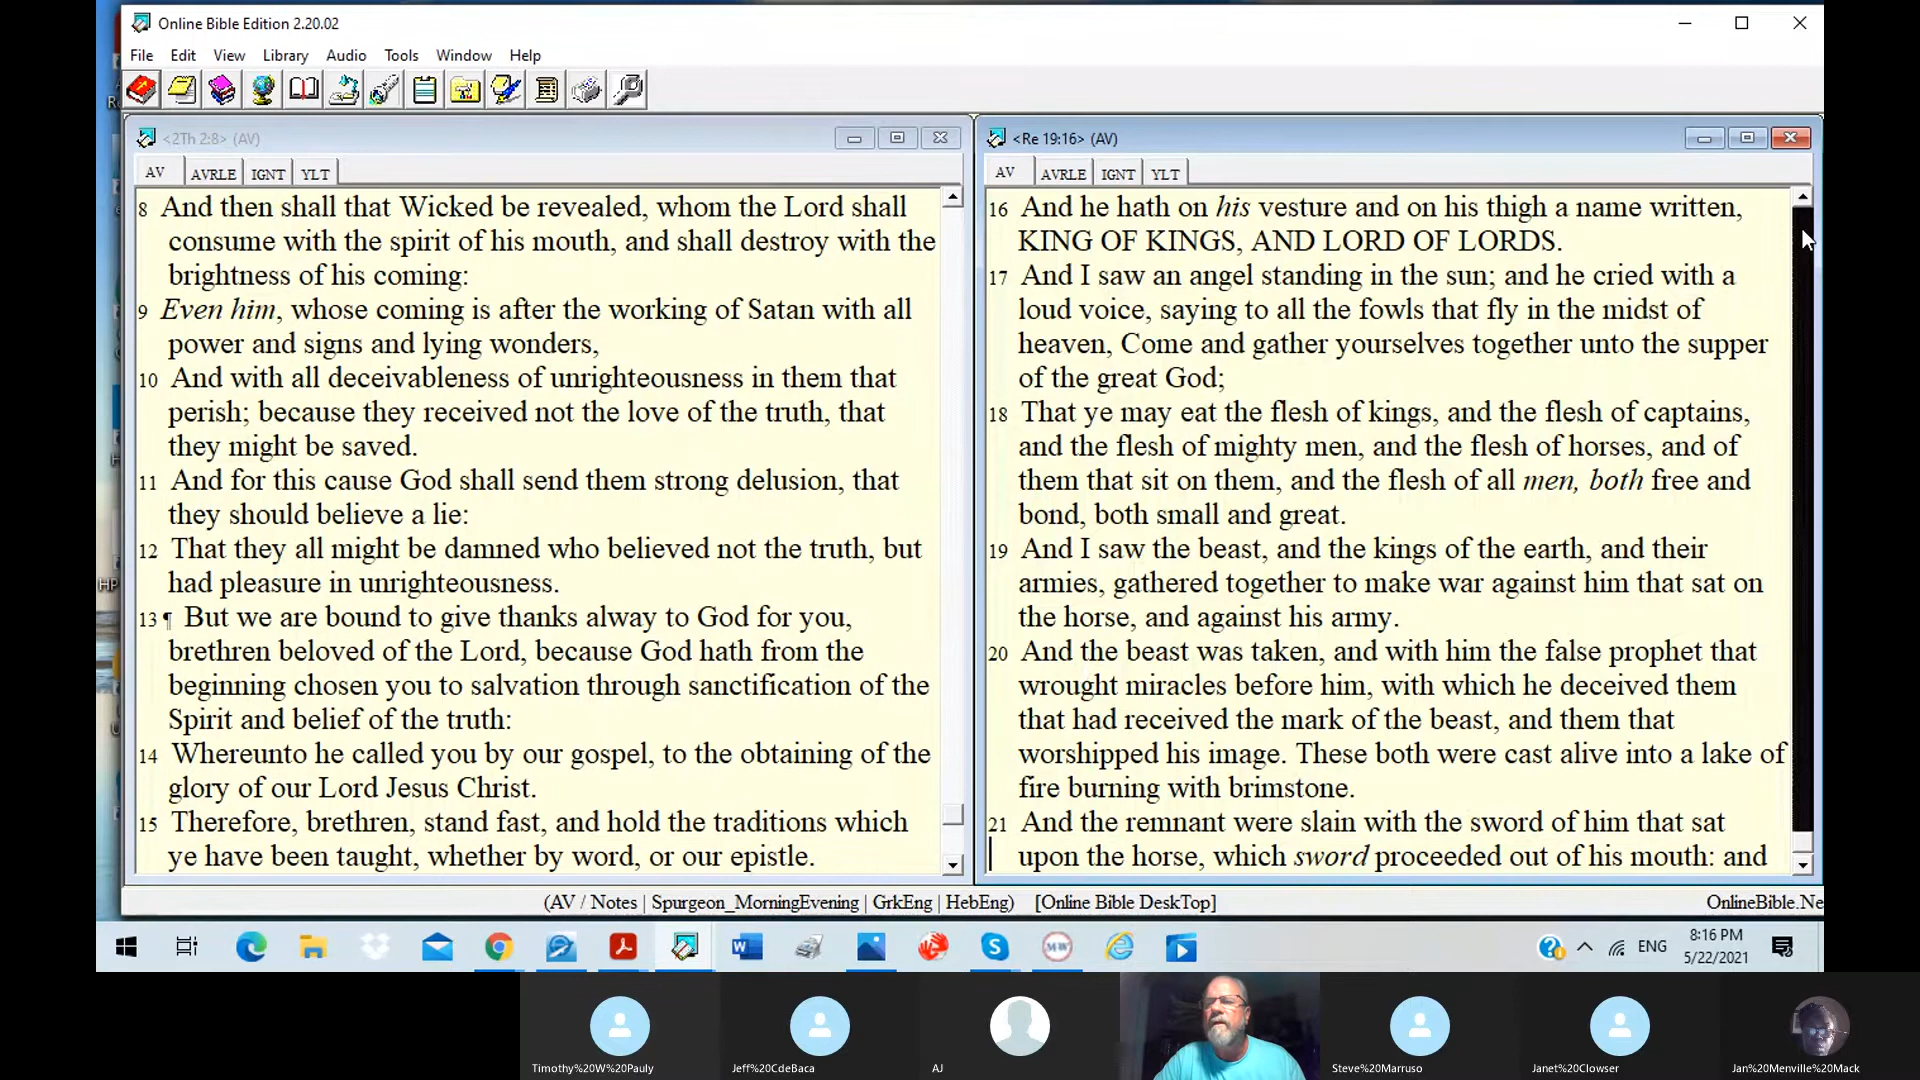 Online Bible Edition 2.20.02
File Edit View Library Audio Tools Window Help
<2Th 2:8> (AV)
AV AVRLE IGNT YLT
8 And then shall that Wicked be revealed, whom the Lord shall
consume with the spirit of his mouth, and shall destroy with the
brightness of his coming:
9 Even him, whose coming is after the working of Satan with all
power and signs and lying wonders,
10 And with all deceivableness of unrighteousness in them that
perish; because they received not the love of the truth, that
they might be saved.
11 And for this cause God shall send them strong delusion, that
they should believe a lie:
12 That they all might be damned who believed not the truth, but
had pleasure in unrighteousness.
13 ¶ But we are bound to give thanks alway to God for you,
brethren beloved of the Lord, because God hath from the
beginning chosen you to salvation through sanctification of the
Spirit and belief of the truth:
14 Whereunto he called you by our gospel, to the obtaining of the
glory of our Lord Jesus Christ.
15 Therefore, brethren, stand fast, and hold the traditions which
ye have been taught, whether by word, or our epistle.
<Re 19:16> (AV)
AV AVRLE IGNT YLT
16 And he hath on his vesture and on his thigh a name written,
KING OF KINGS, AND LORD OF LORDS.
17 And I saw an angel standing in the sun; and he cried with a
loud voice, saying to all the fowls that fly in the midst of
heaven, Come and gather yourselves together unto the supper
of the great God;
18 That ye may eat the flesh of kings, and the flesh of captains,
and the flesh of mighty men, and the flesh of horses, and of
them that sit on them, and the flesh of all men, both free and
bond, both small and great.
19 And I saw the beast, and the kings of the earth, and their
armies, gathered together to make war against him that sat on
the horse, and against his army.
20 And the beast was taken, and with him the false prophet that
wrought miracles before him, with which he deceived them
that had received the mark of the beast, and them that
worshipped his image. These both were cast alive into a lake of
fire burning with brimstone.
21 And the remnant were slain with the sword of him that sat
upon the horse, which sword proceeded out of his mouth: and
(AV / Notes | Spurgeon_MorningEvening | GrkEng | HebEng) [Online Bible DeskTop] OnlineBible.Ne
HP
ENG
8:16 PM
5/22/2021
Timothy%20W%20Pauly Jeff%20CdeBaca AJ Steve%20Marruso Janet%20Clowser Jan%20Menville%20Mack